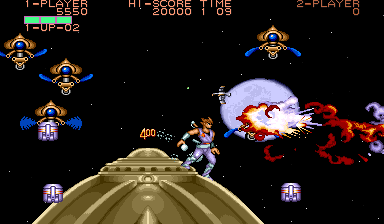 1-PLAYER HI-SCORE TIME 2-PLAYER
5550 20000 1 09 0
1-UP-02
400